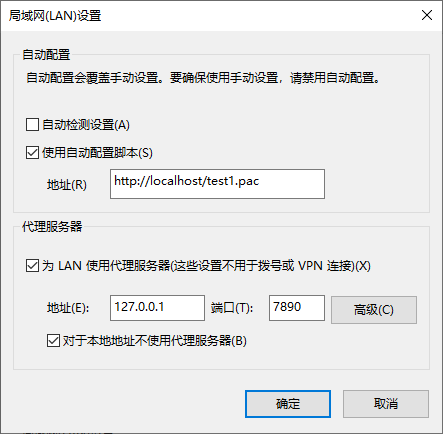 局域网(LAN)设置
自动配置
自动配置会覆盖手动设置。要确保使用手动设置，请禁用自动配置。
自动检测设置(A)
使用自动配置脚本(S)
地址(R) http://localhost/test1.pac
代理服务器
为 LAN 使用代理服务器(这些设置不用于拨号或 VPN 连接)(X)
地址(E): 127.0.0.1 端口(T): 7890 高级(C)
对于本地地址不使用代理服务器(B)
确定 取消